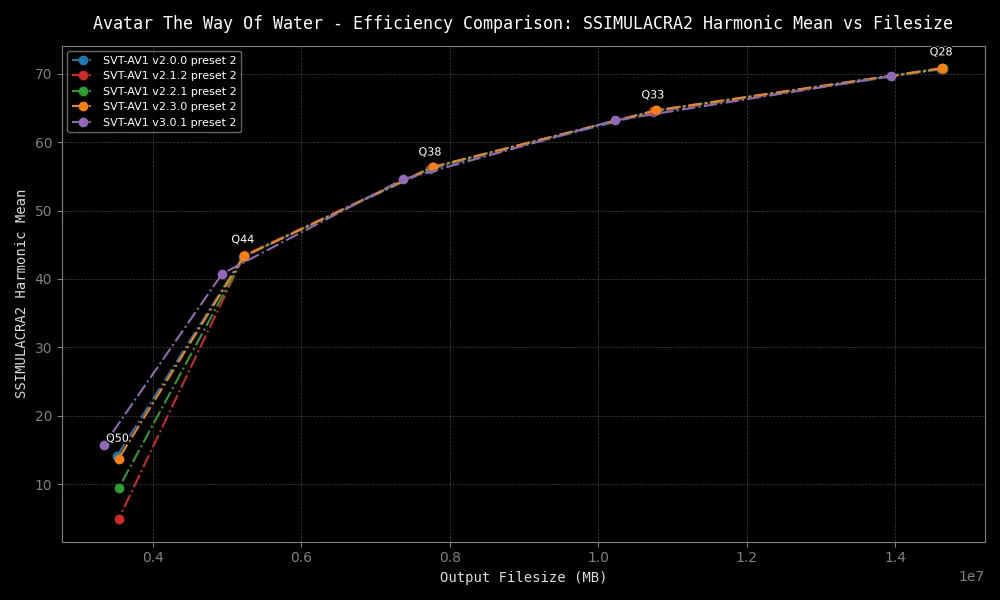 Avatar The Way Of Water - Efficiency Comparison: SSIMULACRA2 Harmonic Mean vs Filesize
SVT-AV1 v2.0.0 preset 2
SVT-AV1 v2.1.2 preset 2
SVT-AV1 v2.2.1 preset 2
SVT-AV1 v2.3.0 preset 2
SVT-AV1 v3.0.1 preset 2
Q28
Q33
Q38
Q44
Q50
SSIMULACRA2 Harmonic Mean
70
60
50
40
30
20
10
0.4 0.6 0.8 1.0 1.2 1.4
1e7
Output Filesize (MB)